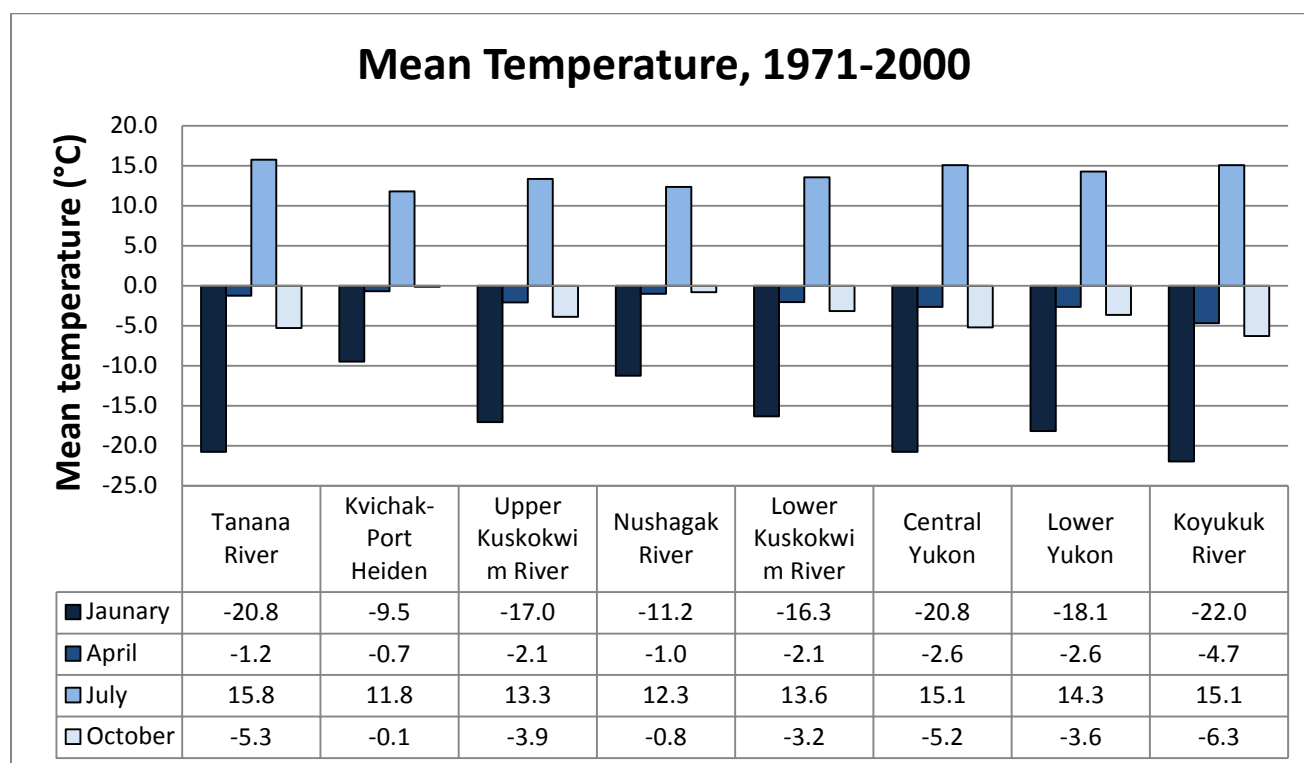 Mean Temperature, 1971-2000
Mean temperature (°C)
20.0
15.0
10.0
5.0
0.0
-5.0
-10.0
-15.0
-20.0
-25.0
Tanana River
Kvichak-Port Heiden
Upper Kuskokwi m River
Nushagak River
Lower Kuskokwi m River
Central Yukon
Lower Yukon
Koyukuk River
Jaunary -20.8 -9.5 -17.0 -11.2 -16.3 -20.8 -18.1 -22.0
April -1.2 -0.7 -2.1 -1.0 -2.1 -2.6 -2.6 -4.7
July 15.8 11.8 13.3 12.3 13.6 15.1 14.3 15.1
October -5.3 -0.1 -3.9 -0.8 -3.2 -5.2 -3.6 -6.3